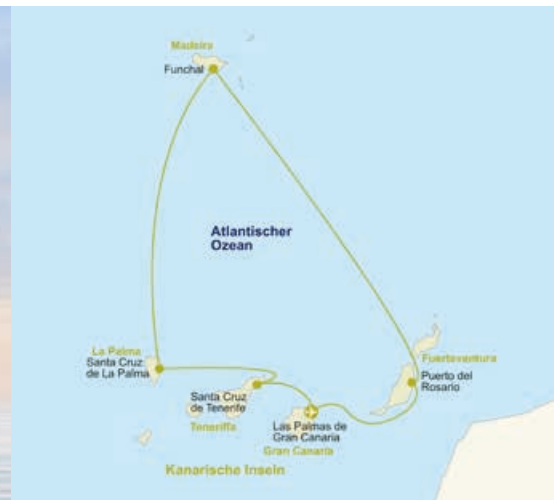 Madeira
Funchal
Atlantischer
Ozean
La Palma
Santa Cruz
de La Palma
Fuerteventura
Puerto del
Rosario
Santa Cruz
de Tenerife
Teneriffa
Las Palmas de
Gran Canaria
Gran Canaria
Kanarische Inseln